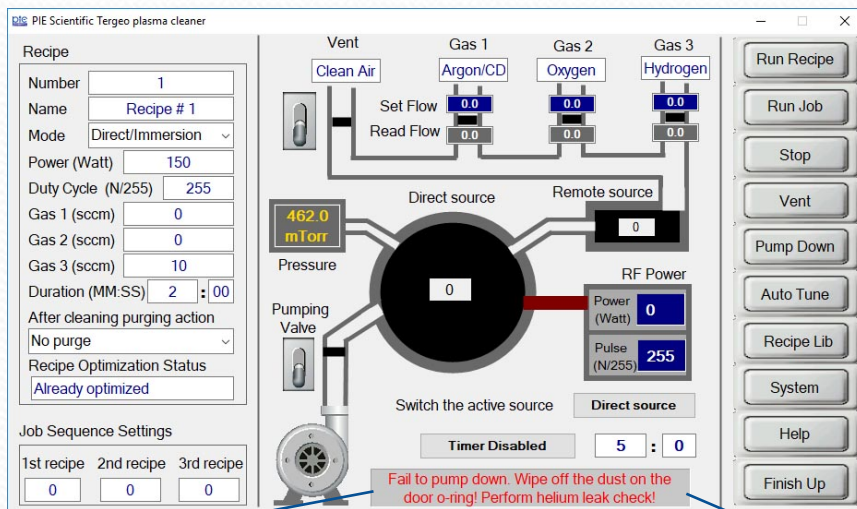 pie PIE Scientific Tergeo plasma cleaner
Recipe
Number 1
Name Recipe # 1
Mode Direct/Immersion
Power (Watt) 150
Duty Cycle (N/255) 255
Gas 1 (sccm) 0
Gas 2 (sccm) 0
Gas 3 (sccm) 10
Duration (MM:SS) 2 : 00
After cleaning purging action
No purge
Recipe Optimization Status
Already optimized
Job Sequence Settings
1st recipe 2nd recipe 3rd recipe
0 0 0
Vent Gas 1 Gas 2 Gas 3
Clean Air Argon/CD Oxygen Hydrogen
Set Flow 0.0 0.0 0.0
Read Flow 0.0 0.0 0.0
Direct source Remote source
462.0
mTorr
0
Pressure
0
RF Power
Power
(Watt) 0
Pulse
(N/255) 255
Pumping
Valve
Switch the active source Direct source
Timer Disabled 5 : 0
Fail to pump down. Wipe off the dust on the
door o-ring! Perform helium leak check!
Run Recipe
Run Job
Stop
Vent
Pump Down
Auto Tune
Recipe Lib
System
Help
Finish Up